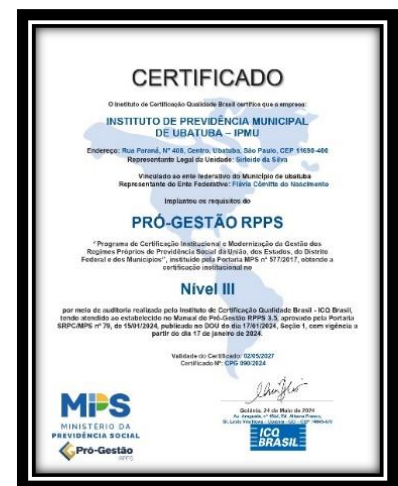 CERTIFICADO
O Instituto de Certificação Qualidade Brasil certifica que a empresa:
INSTITUTO DE PREVIDÊNCIA MUNICIPAL
DE UBATUBA – IPMU
Endereço: Rua Paraná, Nº 408, Centro, Ubatuba, São Paulo, CEP 11690-400
Representante Legal da Unidade: Sirleide da Silva
Vinculado ao ente federativo do Município de ubatuba
Representante do Ente Federativo: Flávia Cômitte do Nascimento
Implantou os requisitos do
PRÓ-GESTÃO RPPS
"Programa de Certificação Institucional e Modernização da Gestão dos
Regimes Próprios de Previdência Social da União, dos Estados, do Distrito
Federal e dos Municípios", instituído pela Portaria MPS nº 577/2017, obtendo a
certificação institucional no
Nível III
por meio de auditoria realizada pelo Instituto de Certificação Qualidade Brasil - ICQ Brasil,
tendo atendido ao estabelecido no Manual do Pró-Gestão RPPS 3.5, aprovado pela Portaria
SRPC/MPS nº 79, de 15/01/2024, publicada no DOU do dia 17/01/2024, Seção 1, com vigência a
partir do dia 17 de janeiro de 2024.
Validade do Certificado: 02/05/2027
Certificado Nº: CPG 090/2024
Goiânia, 24 de Maio de 2024
MPS
MINISTÉRIO DA
PREVIDÊNCIA SOCIAL
Pró-Gestão
RPPS
ICQ
BRASIL